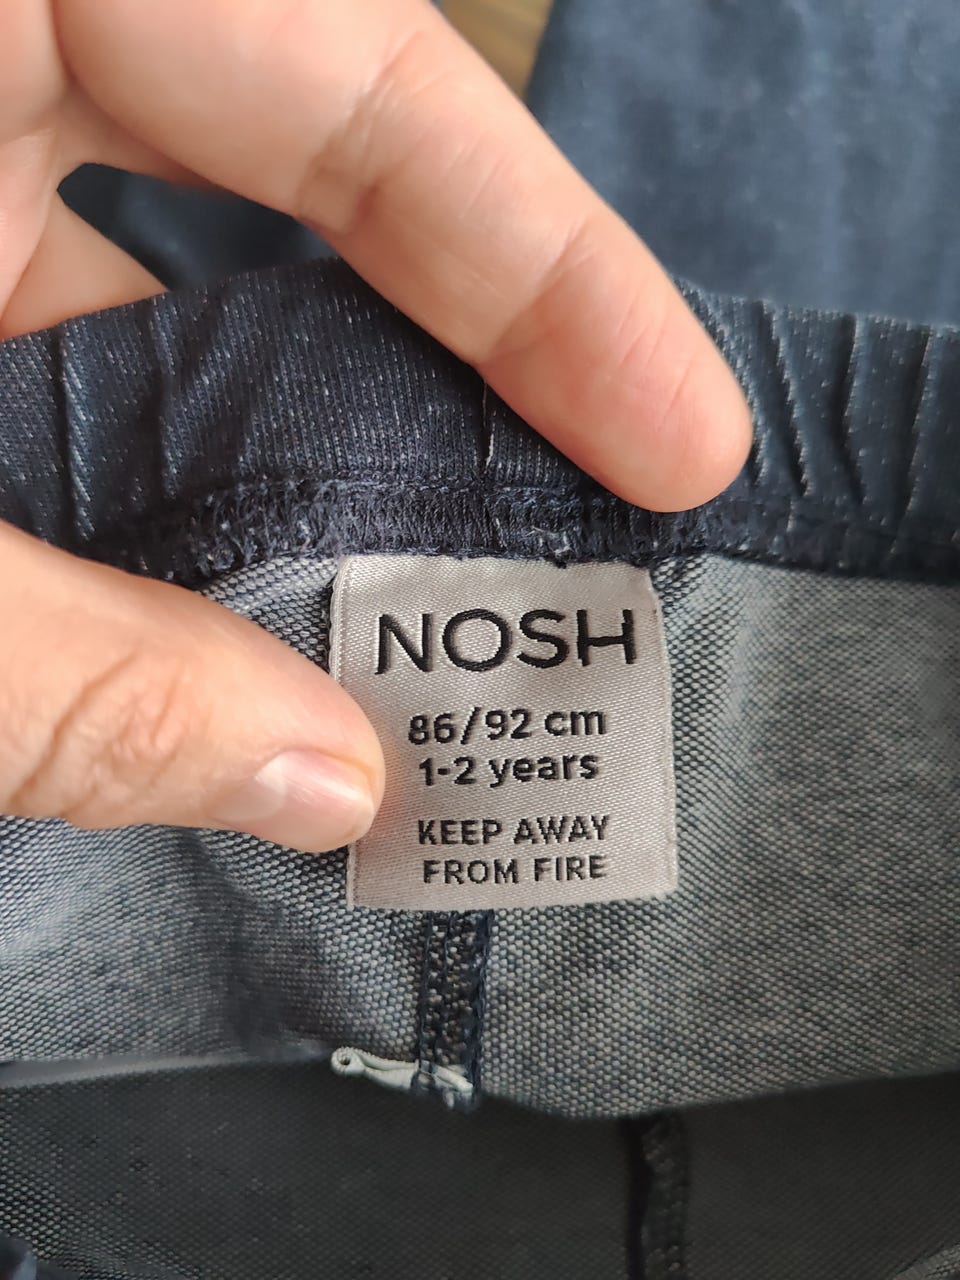 NOSH
86/92 cm
1-2 years
KEEP AWAY
FROM FIRE